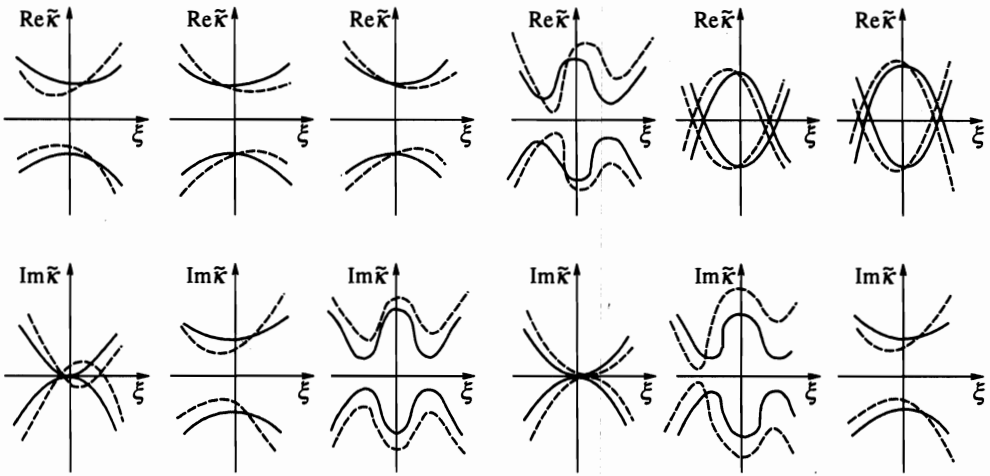 Re κ̃ Re κ̃ Re κ̃ Re κ̃ Re κ̃ Re κ̃
ξ ξ ξ ξ ξ ξ
Im κ̃ Im κ̃ Im κ̃ Im κ̃ Im κ̃ Im κ̃
ξ ξ ξ ξ ξ ξ